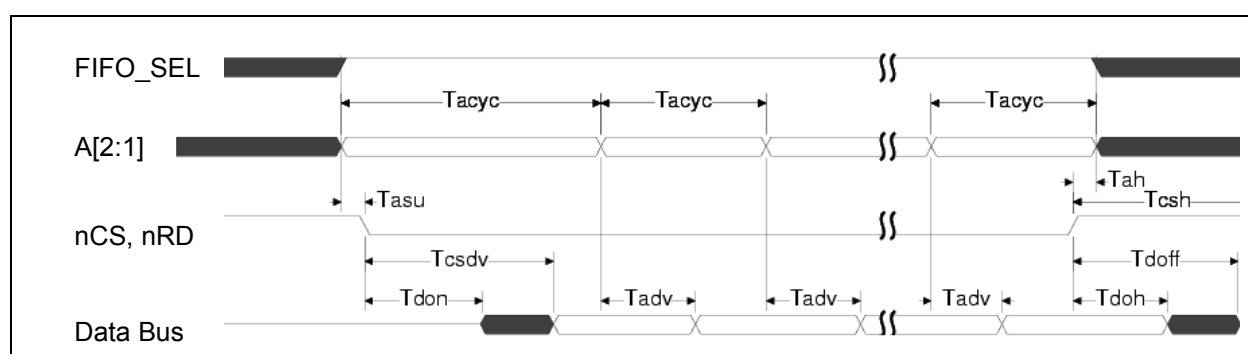 FIFO_SEL
Tacyc Tacyc Tacyc
A[2:1]
Tah
Tasu Tcsh
nCS, nRD
Tcsdv Tdoff
Tdon Tadv Tadv Tadv Tdoh
Data Bus